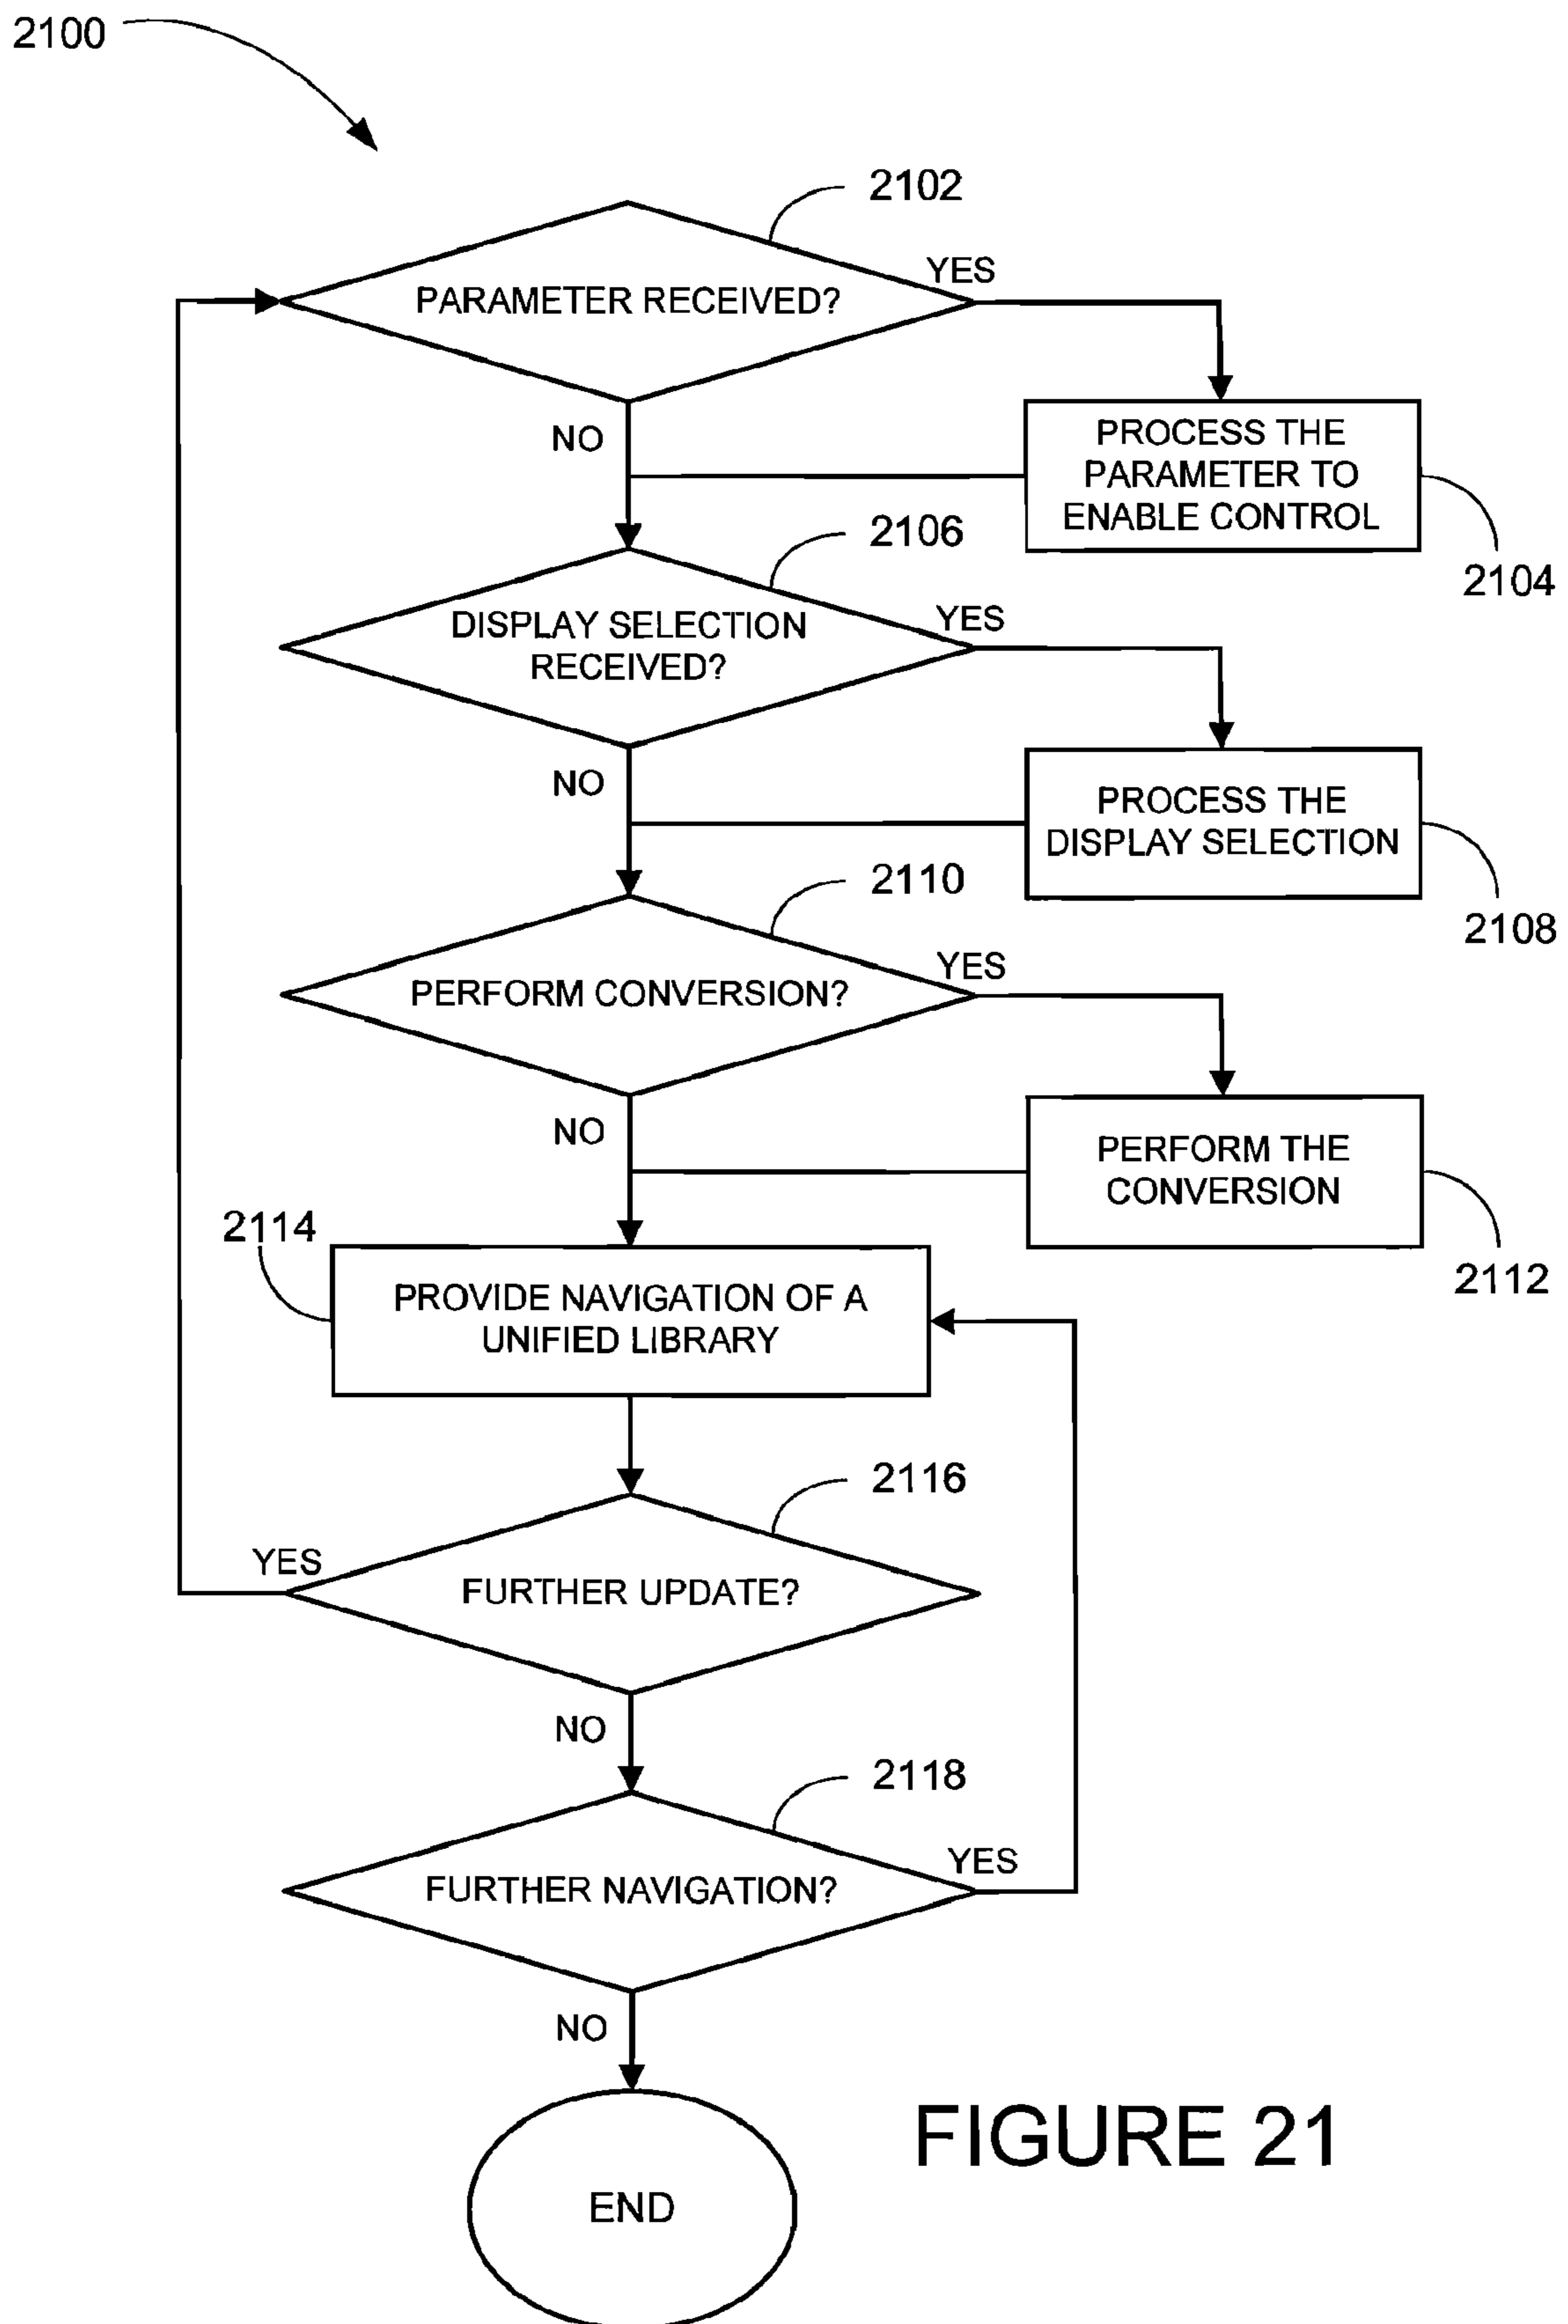 2100
2102
PARAMETER RECEIVED?
YES
NO
PROCESS THE
PARAMETER TO
ENABLE CONTROL
2104
2106
DISPLAY SELECTION
RECEIVED?
YES
NO
PROCESS THE
DISPLAY SELECTION
2108
2110
PERFORM CONVERSION?
YES
NO
PERFORM THE
CONVERSION
2112
2114
PROVIDE NAVIGATION OF A
UNIFIED LIBRARY
2116
YES
FURTHER UPDATE?
NO
2118
FURTHER NAVIGATION?
YES
NO
END
FIGURE 21